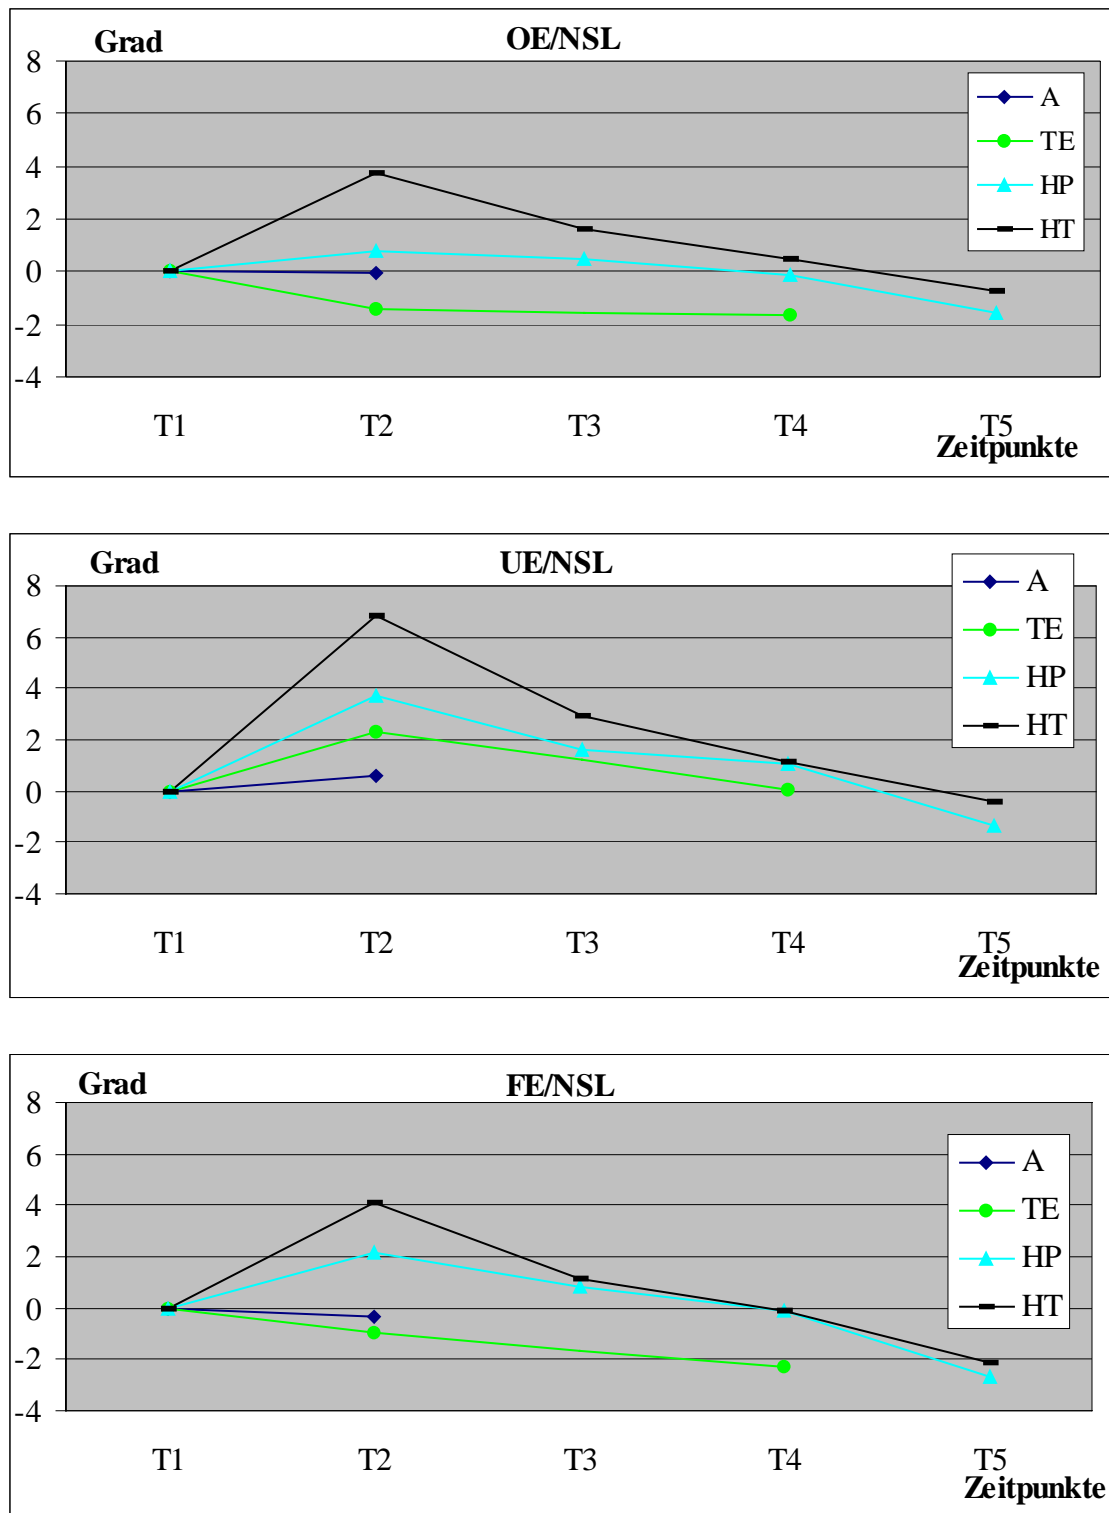 Grad OE/NSL
8
6
4
2
0
-2
-4
A
TE
HP
HT
T1 T2 T3 T4 T5
Zeitpunkte
Grad UE/NSL
8
6
4
2
0
-2
-4
A
TE
HP
HT
T1 T2 T3 T4 T5
Zeitpunkte
Grad FE/NSL
8
6
4
2
0
-2
-4
A
TE
HP
HT
T1 T2 T3 T4 T5
Zeitpunkte